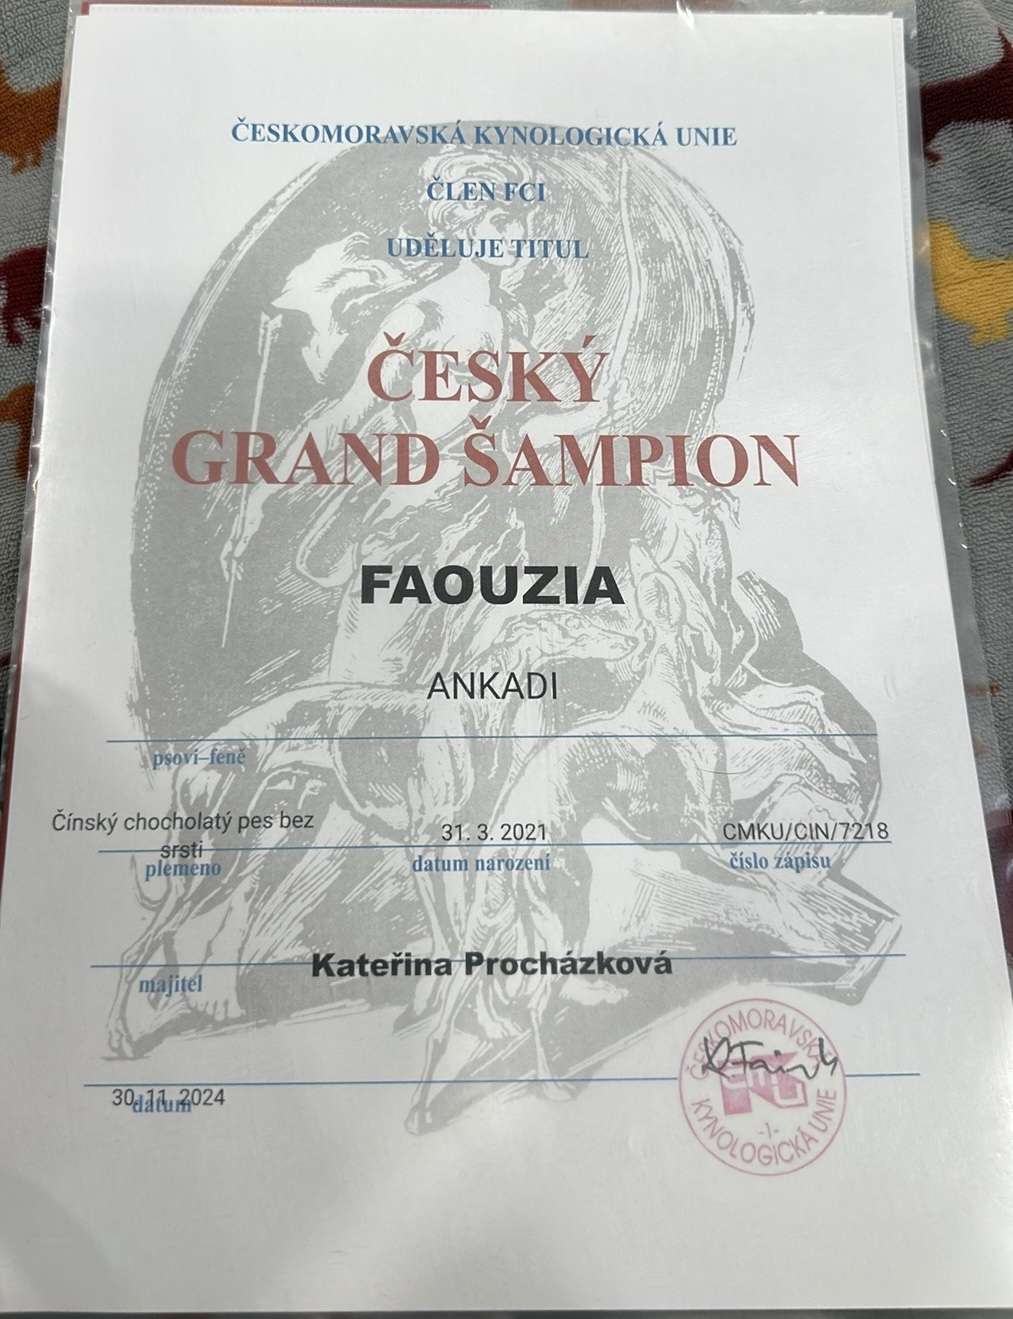 ČESKOMORAVSKÁ KYNOLOGICKÁ UNIE
ČLEN FCI
UDĚLUJE TITUL
ČESKÝ
GRAND ŠAMPION
FAOUZIA
ANKADI
psovi–feně
Čínský chocholatý pes bez
srsti
31. 3. 2021
CMKU/CIN/7218
plemeno
datum narození
číslo zápisu
Kateřina Procházková
majitel
30. 11. 2024
datum
ČESKOMORAVSKÁ
KYNOLOGICKÁ UNIE
-1-